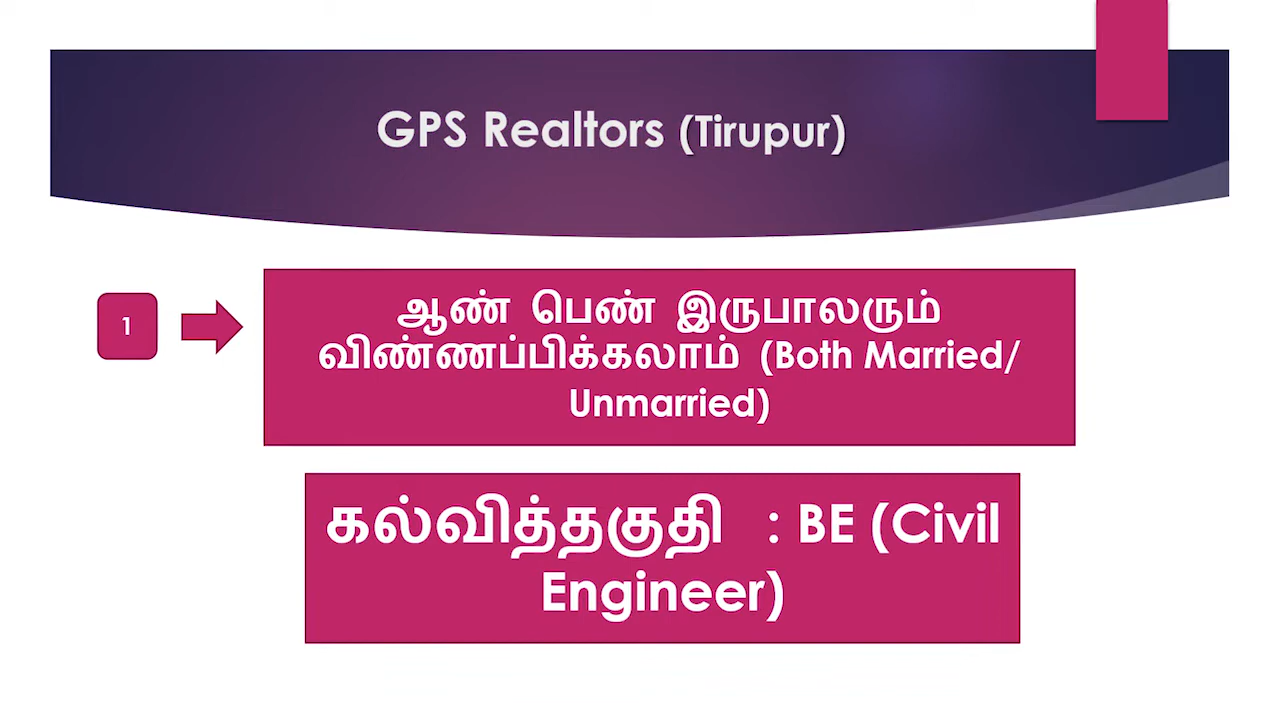 GPS Realtors (Tirupur)
1
ஆண் பெண் இருபாலரும்
விண்ணப்பிக்கலாம் (Both Married/
Unmarried)
கல்வித்தகுதி : BE (Civil
Engineer)